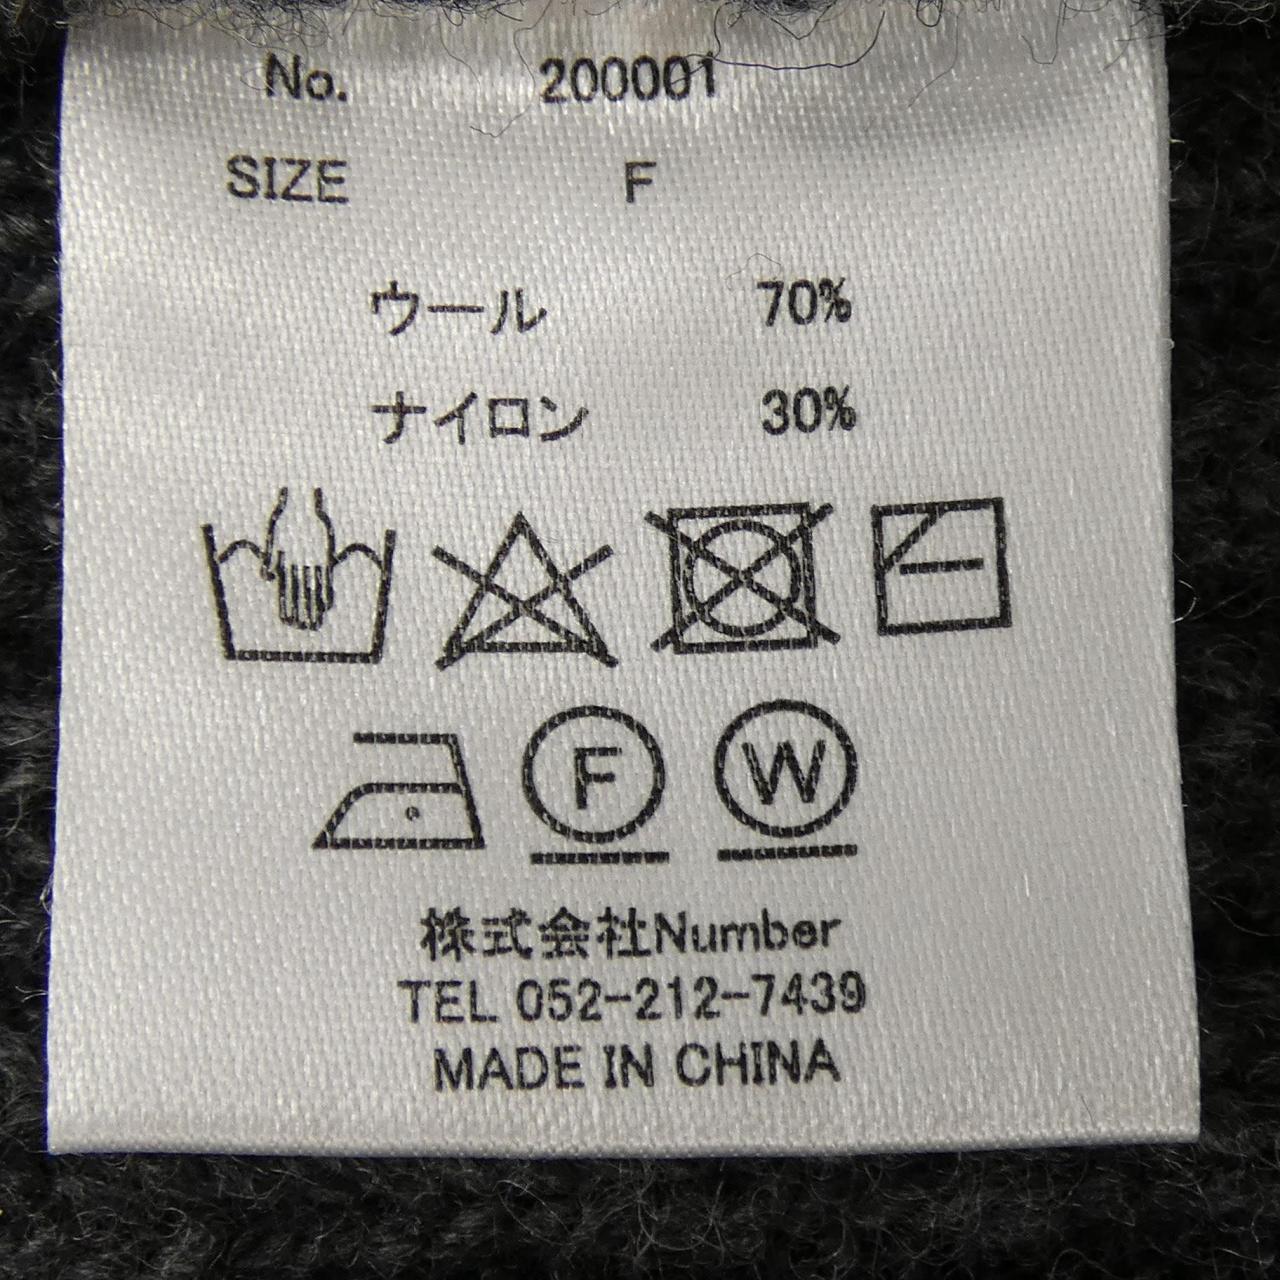 No. 200001
SIZE F
ウール 70%
ナイロン 30%
F W
株式会社Number
TEL 052-212-7439
MADE IN CHINA